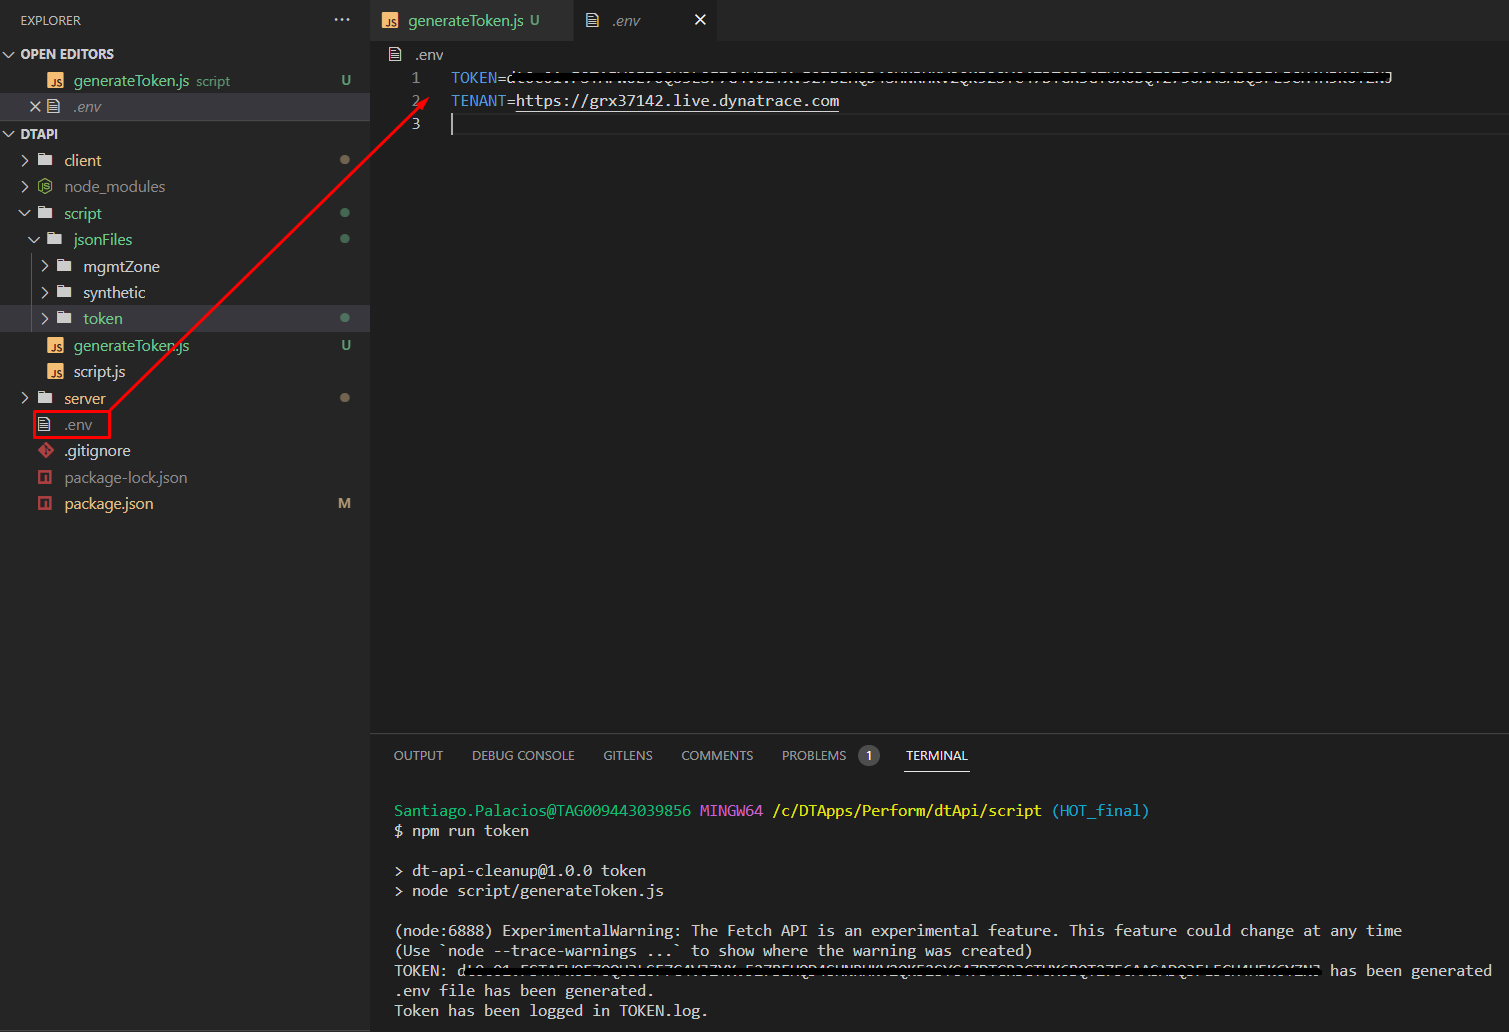 EXPLORER
OPEN EDITORS
generateToken.js script U
.env
DTAPI
client
node_modules
script
jsonFiles
mgmtZone
synthetic
token
generateToken.js U
script.js
server
.env
.gitignore
package-lock.json
package.json M
generateToken.js U
.env
.env
1 TOKEN=
2 TENANT=https://grx37142.live.dynatrace.com
3
OUTPUT DEBUG CONSOLE GITLENS COMMENTS PROBLEMS 1 TERMINAL
Santiago.Palacios@TAG009443039856 MINGW64 /c/DTApps/Perform/dtApi/script (HOT_final)
$ npm run token
> dt-api-cleanup@1.0.0 token
> node script/generateToken.js
(node:6888) ExperimentalWarning: The Fetch API is an experimental feature. This feature could change at any time
(Use `node --trace-warnings ...` to show where the warning was created)
TOKEN: has been generated
.env file has been generated.
Token has been logged in TOKEN.log.